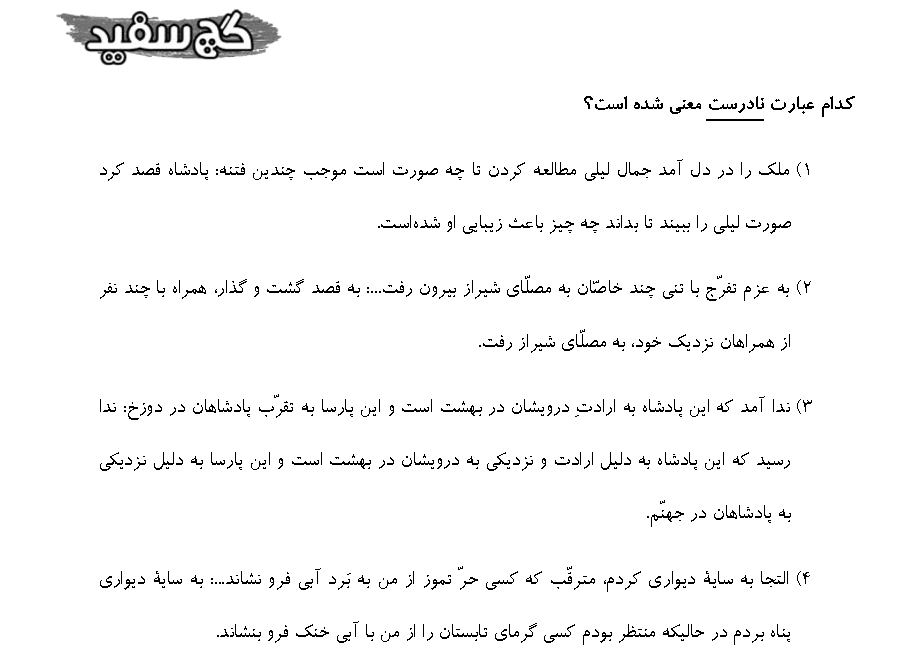 گچ سفید
کدام عبارت نادرست معنی شده است؟
۱) ملک را در دل آمد جمال لیلی مطالعه کردن تا چه صورت است موجب چندین فتنه: پادشاه قصد کرد
صورت لیلی را ببیند تا بداند چه چیز باعث زیبایی او شده‌است.
۲) به عزم تفرّج با تنی چند خاصّان به مصلّای شیراز بیرون رفت...: به قصد گشت و گذار، همراه با چند نفر
از همراهان نزدیک خود، به مصلّای شیراز رفت.
۳) ندا آمد که این پادشاه به ارادتِ درویشان در بهشت است و این پارسا به تقرّب پادشاهان در دوزخ: ندا
رسید که این پادشاه به دلیل ارادت و نزدیکی به درویشان در بهشت است و این پارسا به دلیل نزدیکی
به پادشاهان در جهنّم.
۴) التجا به سایۀ دیواری کردم، مترقّب که کسی حرّ تموز از من به بَرد آبی فرو نشاند...: به سایۀ دیواری
پناه بردم در حالیکه منتظر بودم کسی گرمای تابستان را از من با آبی خنک فرو بنشاند.